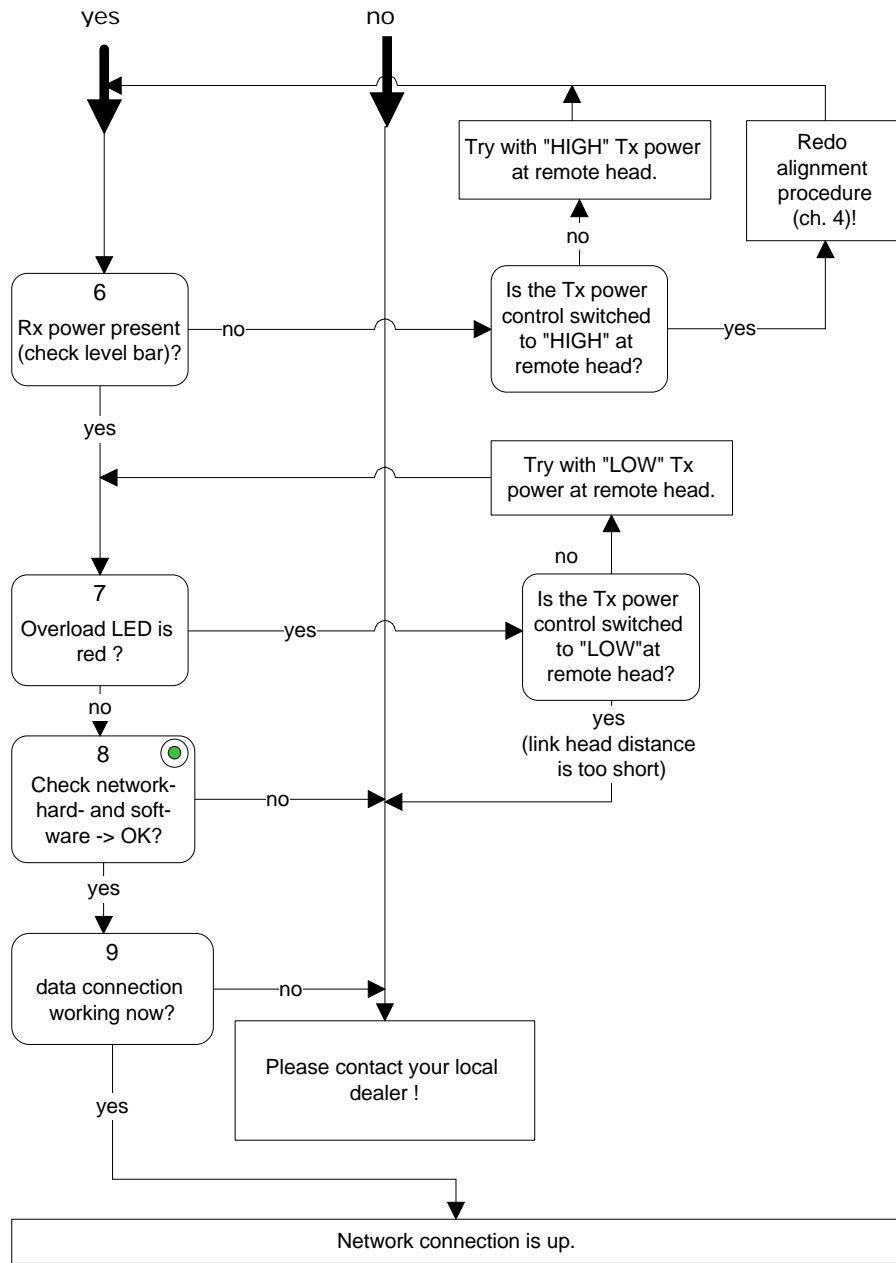 yes
no
Try with "HIGH" Tx power
at remote head.
Redo
alignment
procedure
(ch. 4)!
no
6
Rx power present
(check level bar)?
no
Is the Tx power
control switched
to "HIGH" at
remote head?
yes
yes
Try with "LOW" Tx
power at remote head.
no
7
Overload LED is
red ?
yes
Is the Tx power
control switched
to "LOW"at
remote head?
no
yes
(link head distance
is too short)
8
Check network-
hard- and soft-
ware -> OK?
no
yes
9
data connection
working now?
no
Please contact your local
dealer !
yes
Network connection is up.